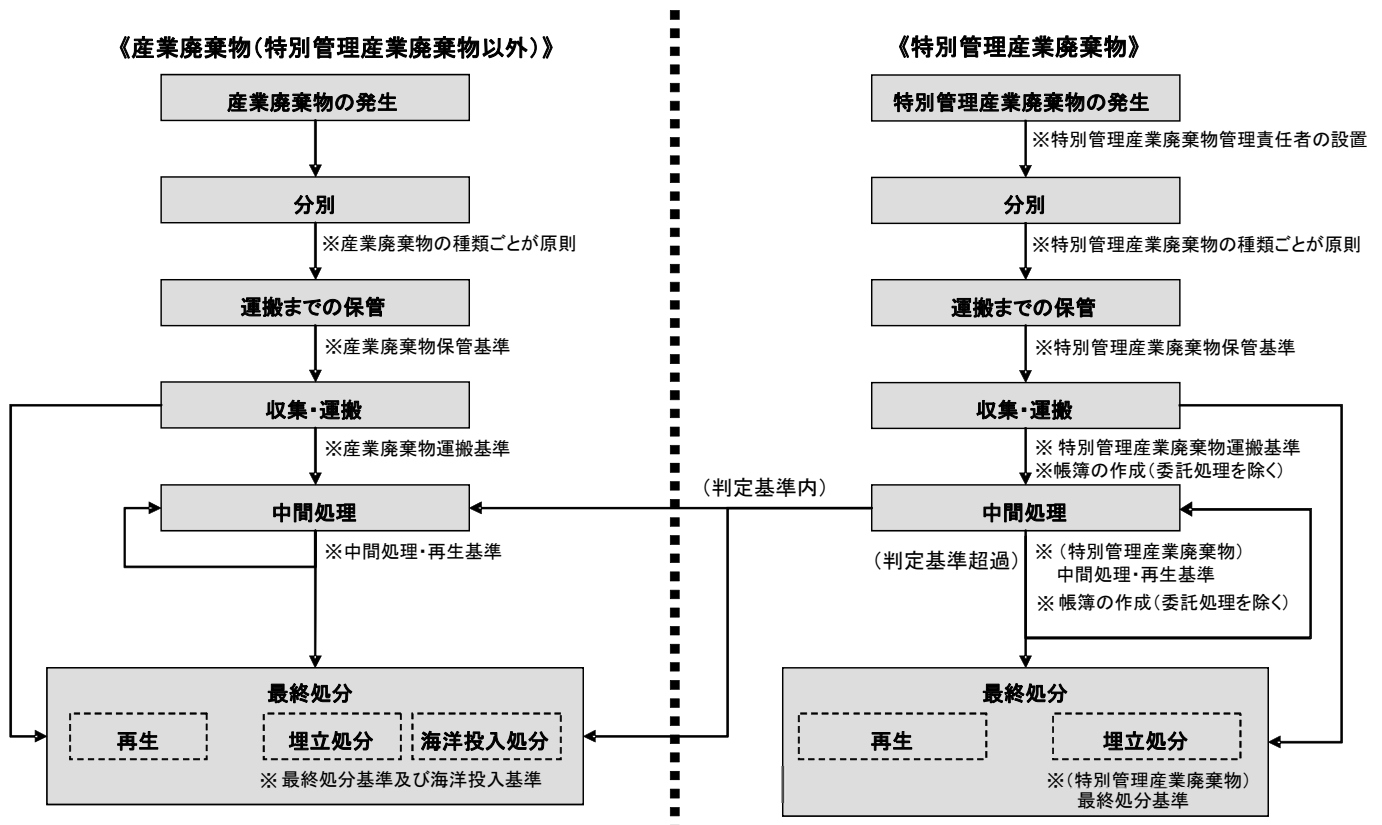 《産業廃棄物(特別管理産業廃棄物以外)》
産業廃棄物の発生
分別
※産業廃棄物の種類ごとが原則
運搬までの保管
※産業廃棄物保管基準
収集・運搬
※産業廃棄物運搬基準
中間処理
※中間処理・再生基準
最終処分
再生
埋立処分
海洋投入処分
※ 最終処分基準及び海洋投入基準
《特別管理産業廃棄物》
特別管理産業廃棄物の発生
※特別管理産業廃棄物管理責任者の設置
分別
※特別管理産業廃棄物の種類ごとが原則
運搬までの保管
※特別管理産業廃棄物保管基準
収集・運搬
※ 特別管理産業廃棄物運搬基準
※帳簿の作成(委託処理を除く)
(判定基準内)
中間処理
(判定基準超過)
※ (特別管理産業廃棄物)
中間処理・再生基準
※ 帳簿の作成(委託処理を除く)
最終処分
再生
埋立処分
※(特別管理産業廃棄物)
最終処分基準